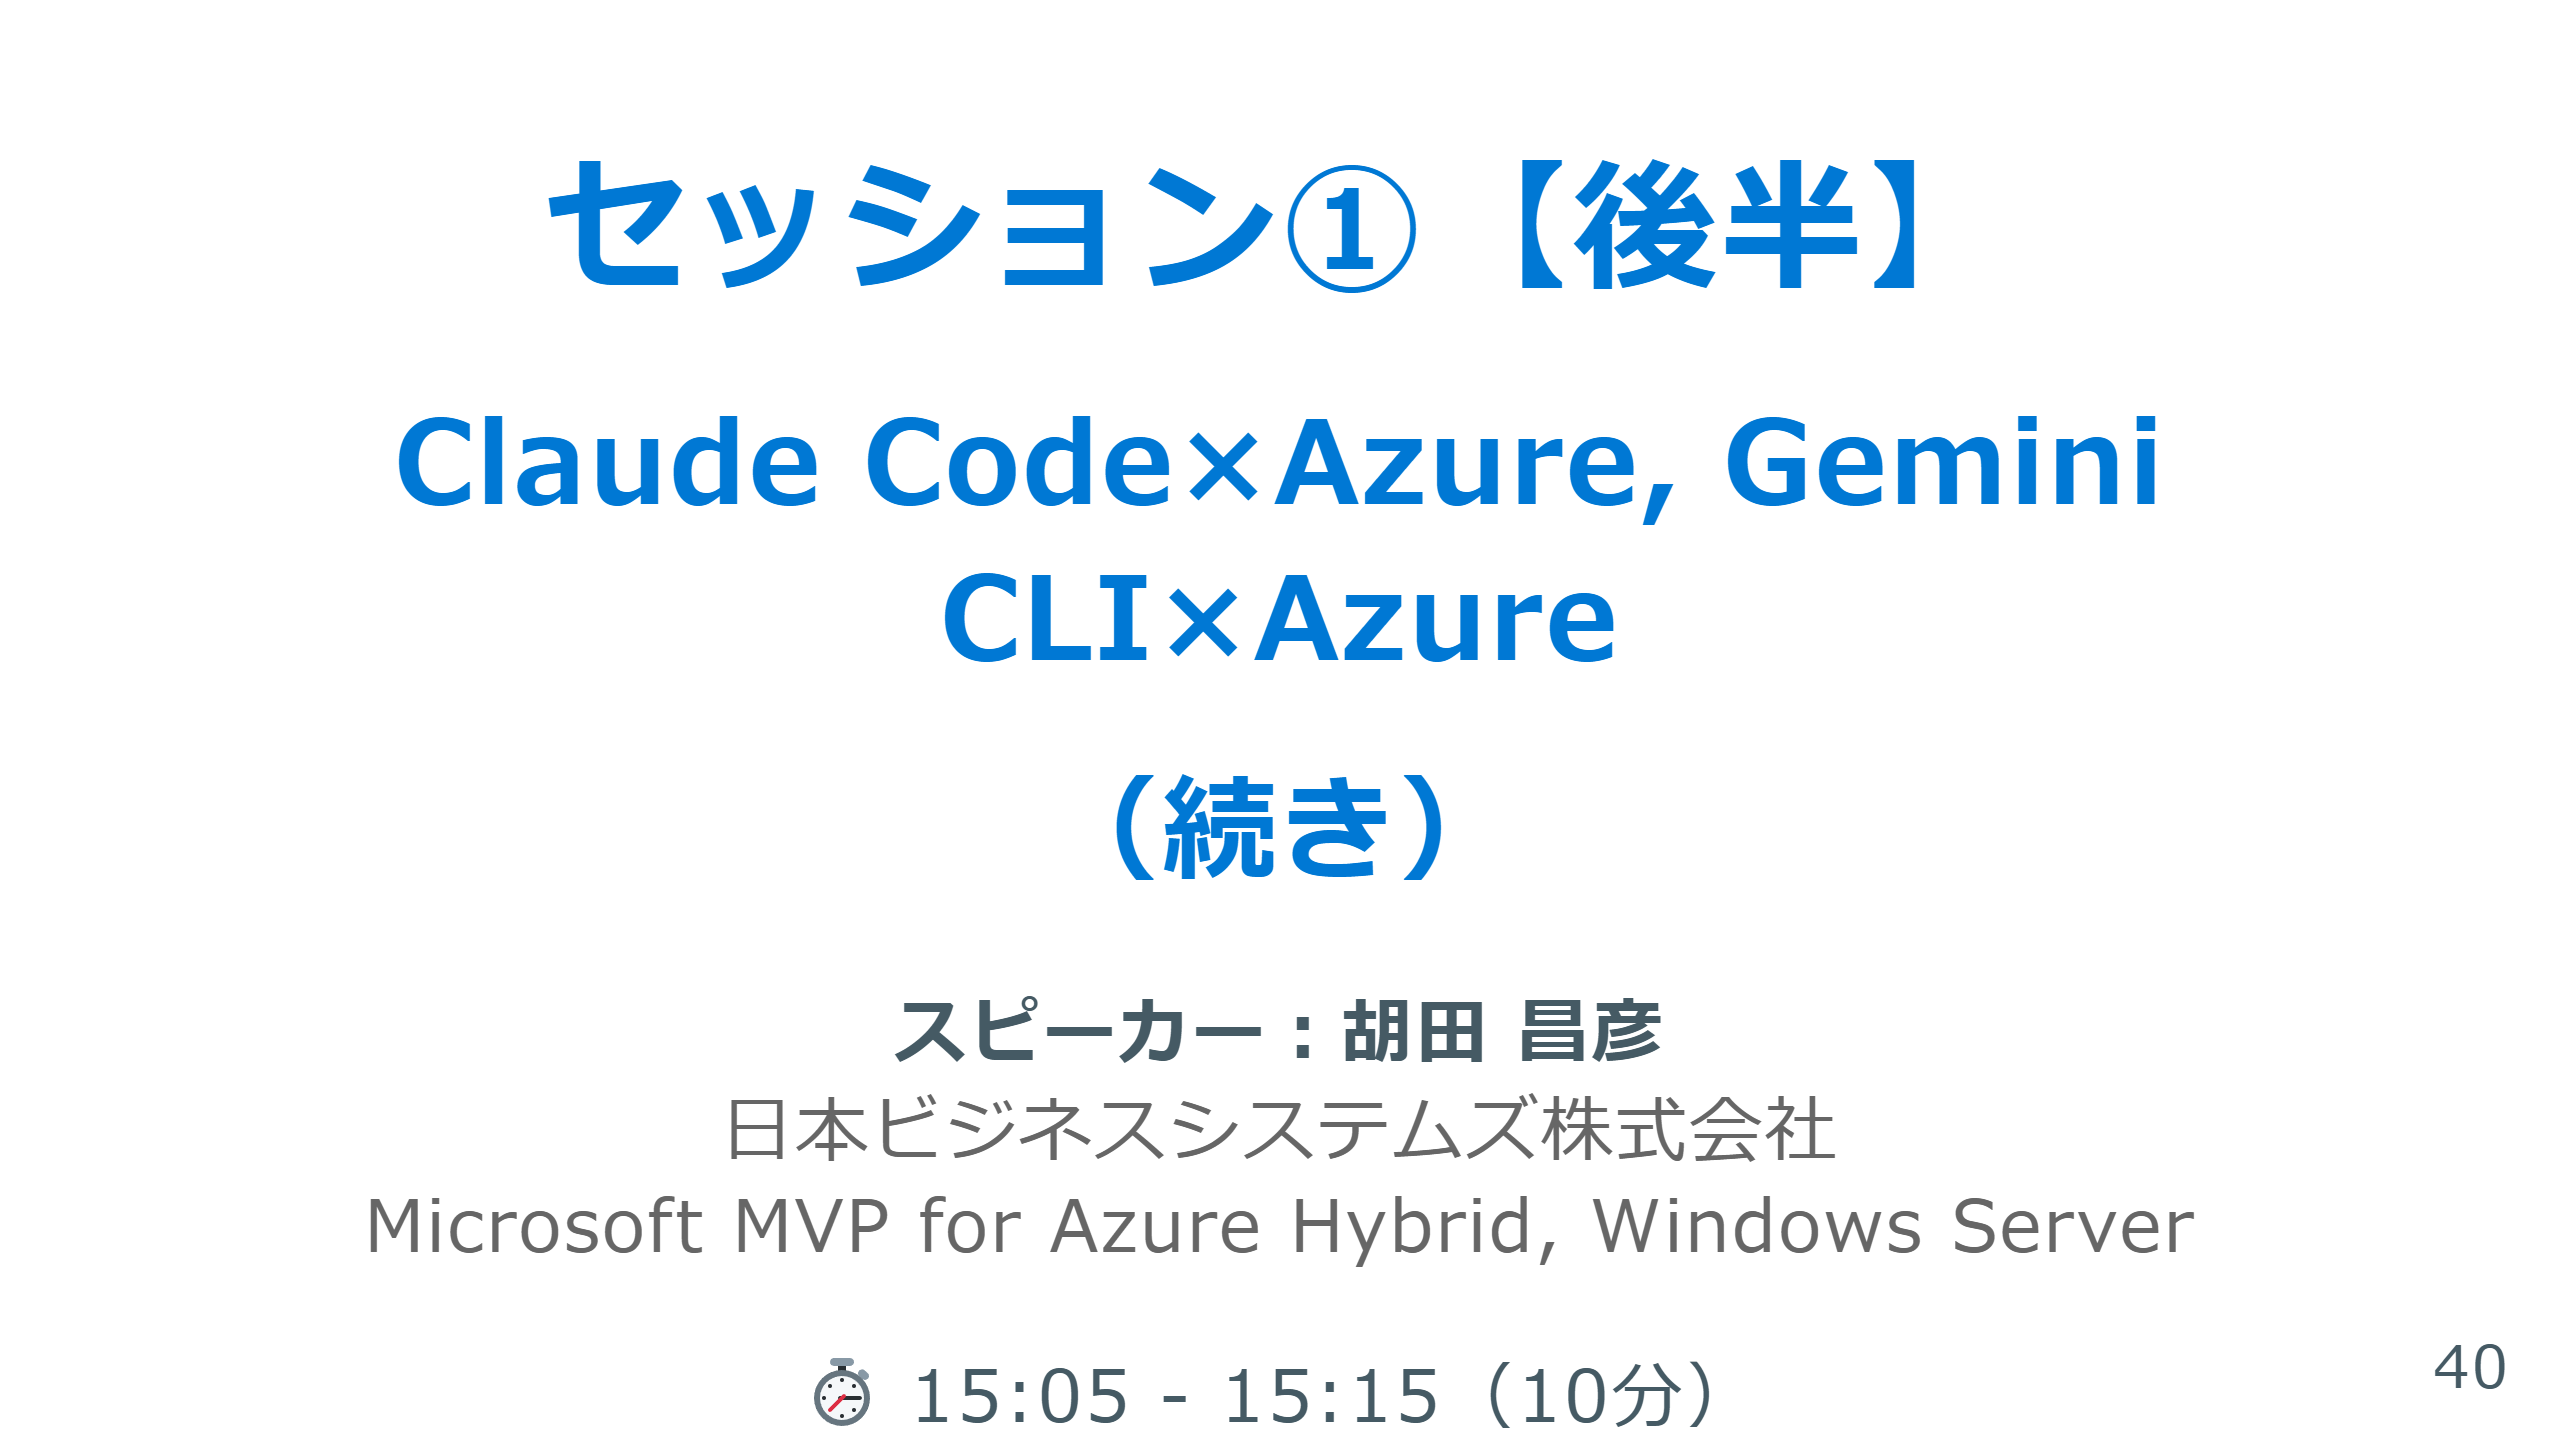 セッション①【後半】
Claude Code×Azure, Gemini
CLI×Azure
（続き）
スピーカー：胡田 昌彦
日本ビジネスシステムズ株式会社
Microsoft MVP for Azure Hybrid, Windows Server
15:05 - 15:15（10分）
40